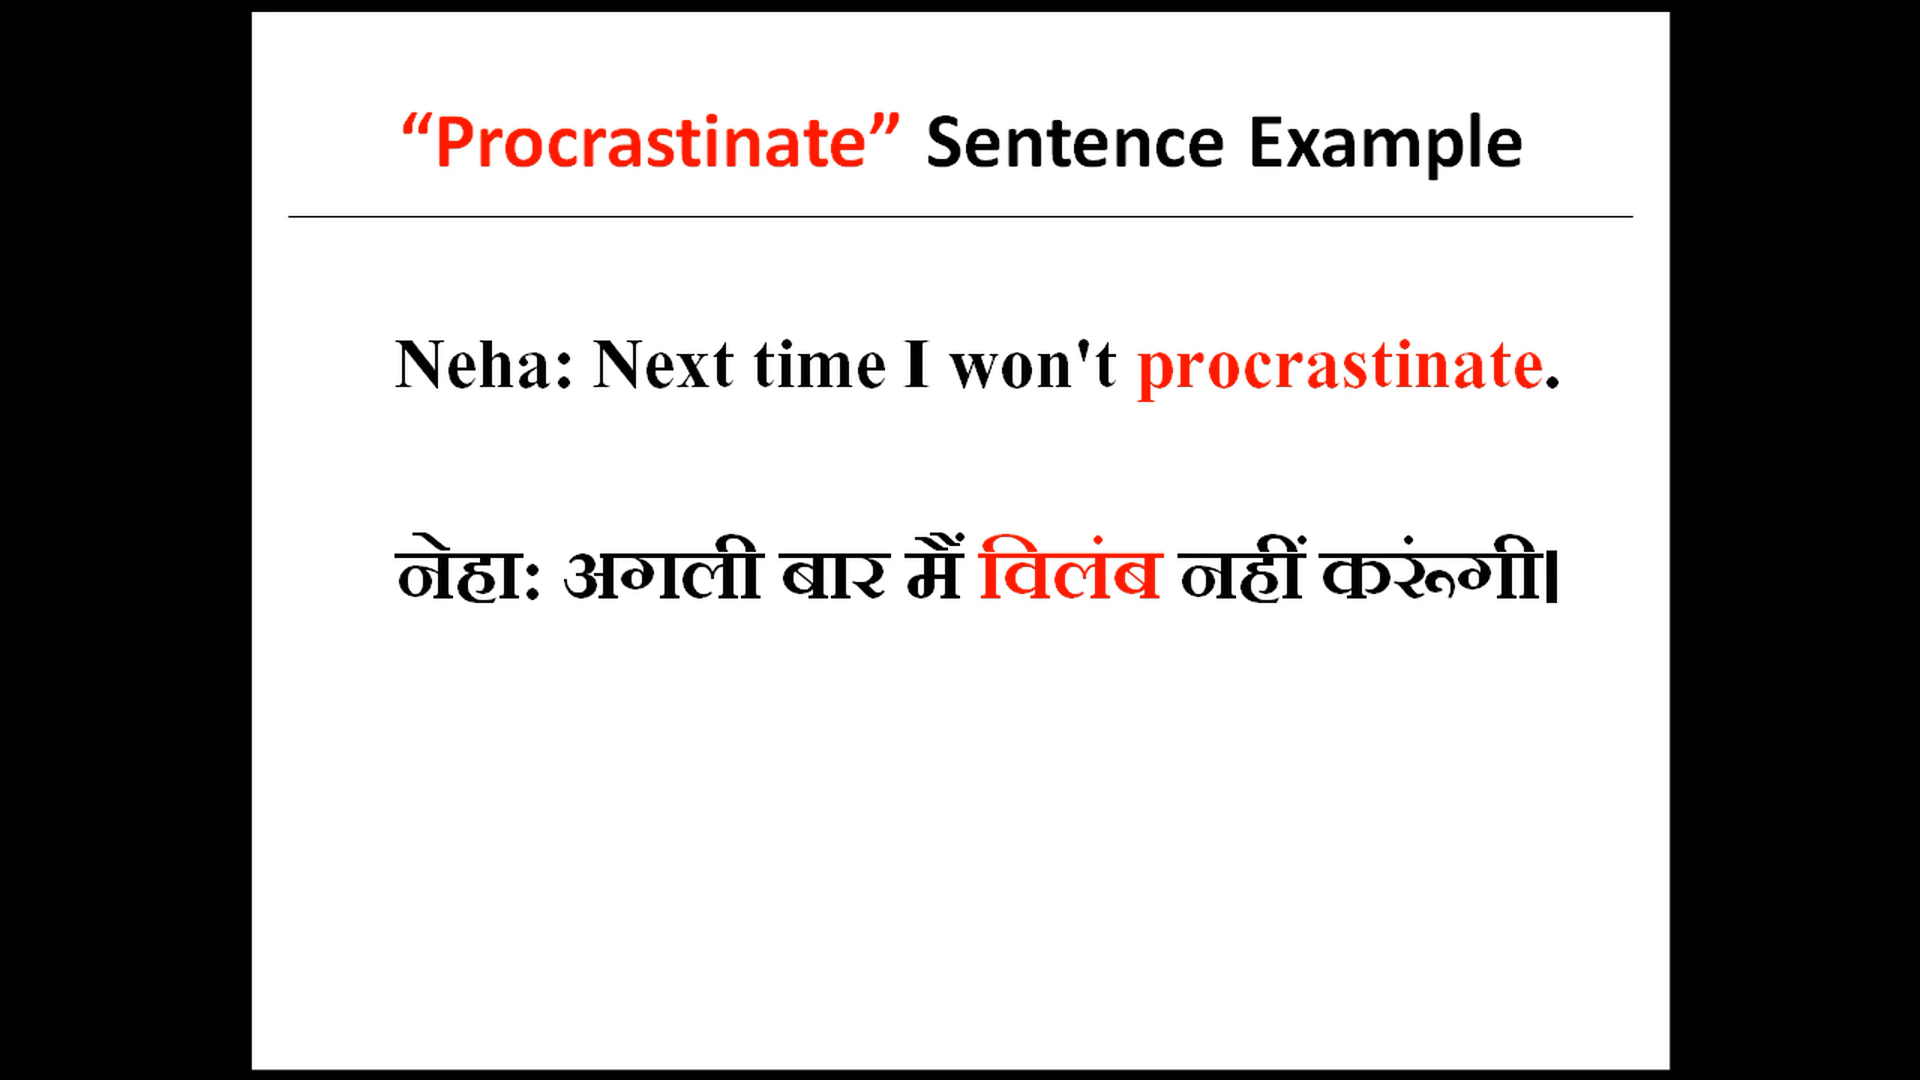 “Procrastinate” Sentence Example
Neha: Next time I won't procrastinate.
नेहा: अगली बार मैं विलंब नहीं करूंगी।